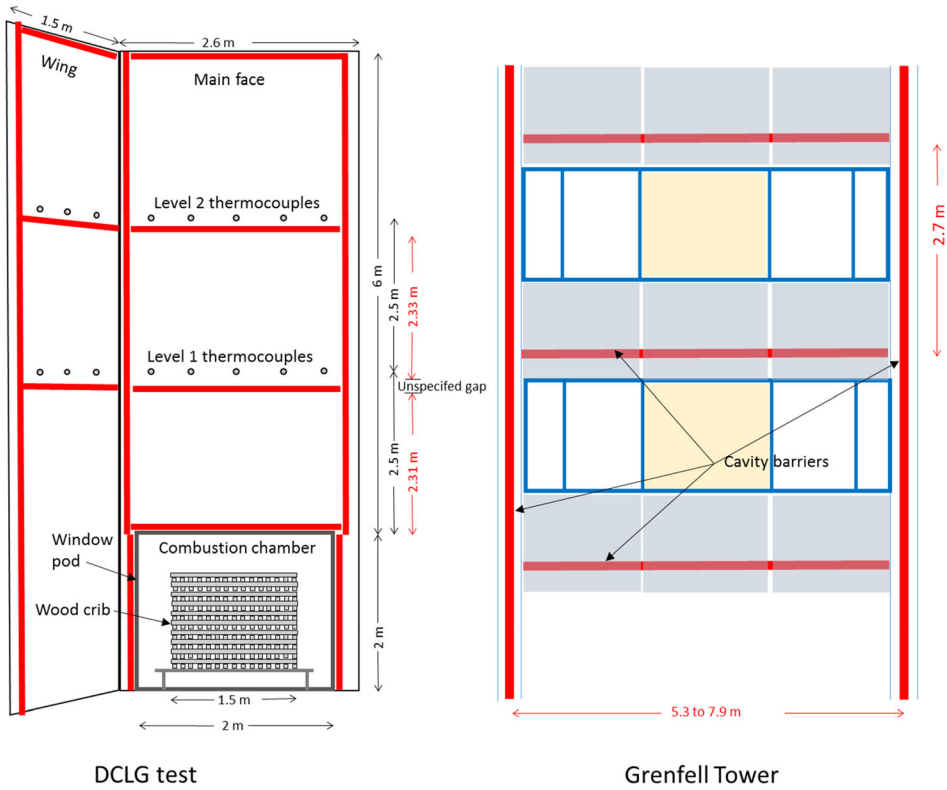 1.5 m
2.6 m
Wing
Main face
Level 2 thermocouples
6 m
2.5 m
2.33 m
Level 1 thermocouples
Unspecifed gap
2.5 m
2.31 m
Window
pod
Combustion chamber
Wood crib
2 m
1.5 m
2 m
DCLG test
2.7 m
Cavity barriers
5.3 to 7.9 m
Grenfell Tower